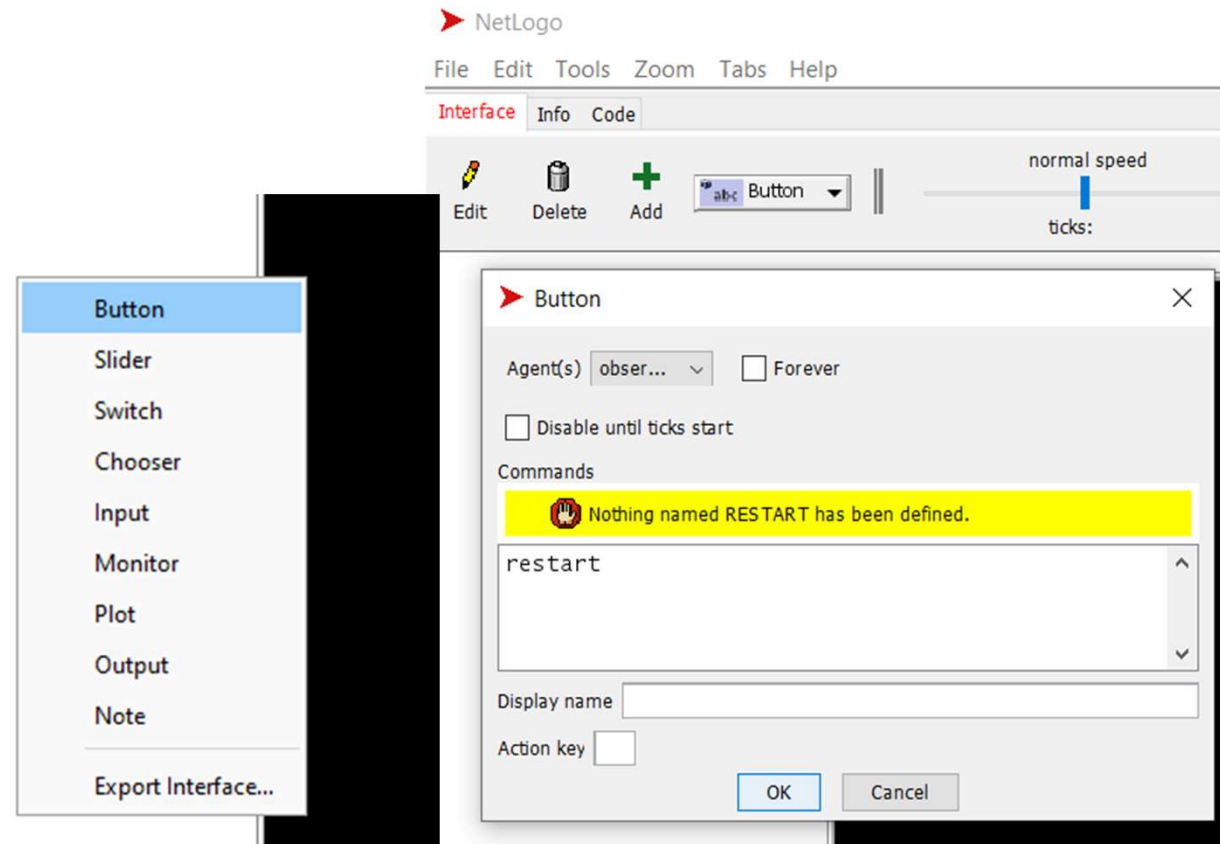 NetLogo
File Edit Tools Zoom Tabs Help
Interface Info Code
normal speed
Edit Delete Add abc Button
ticks:
Button
Slider
Switch
Chooser
Input
Monitor
Plot
Output
Note
Export Interface...
Button
Agent(s) obser... Forever
Disable until ticks start
Commands
Nothing named RESTART has been defined.
restart
Display name
Action key
OK Cancel